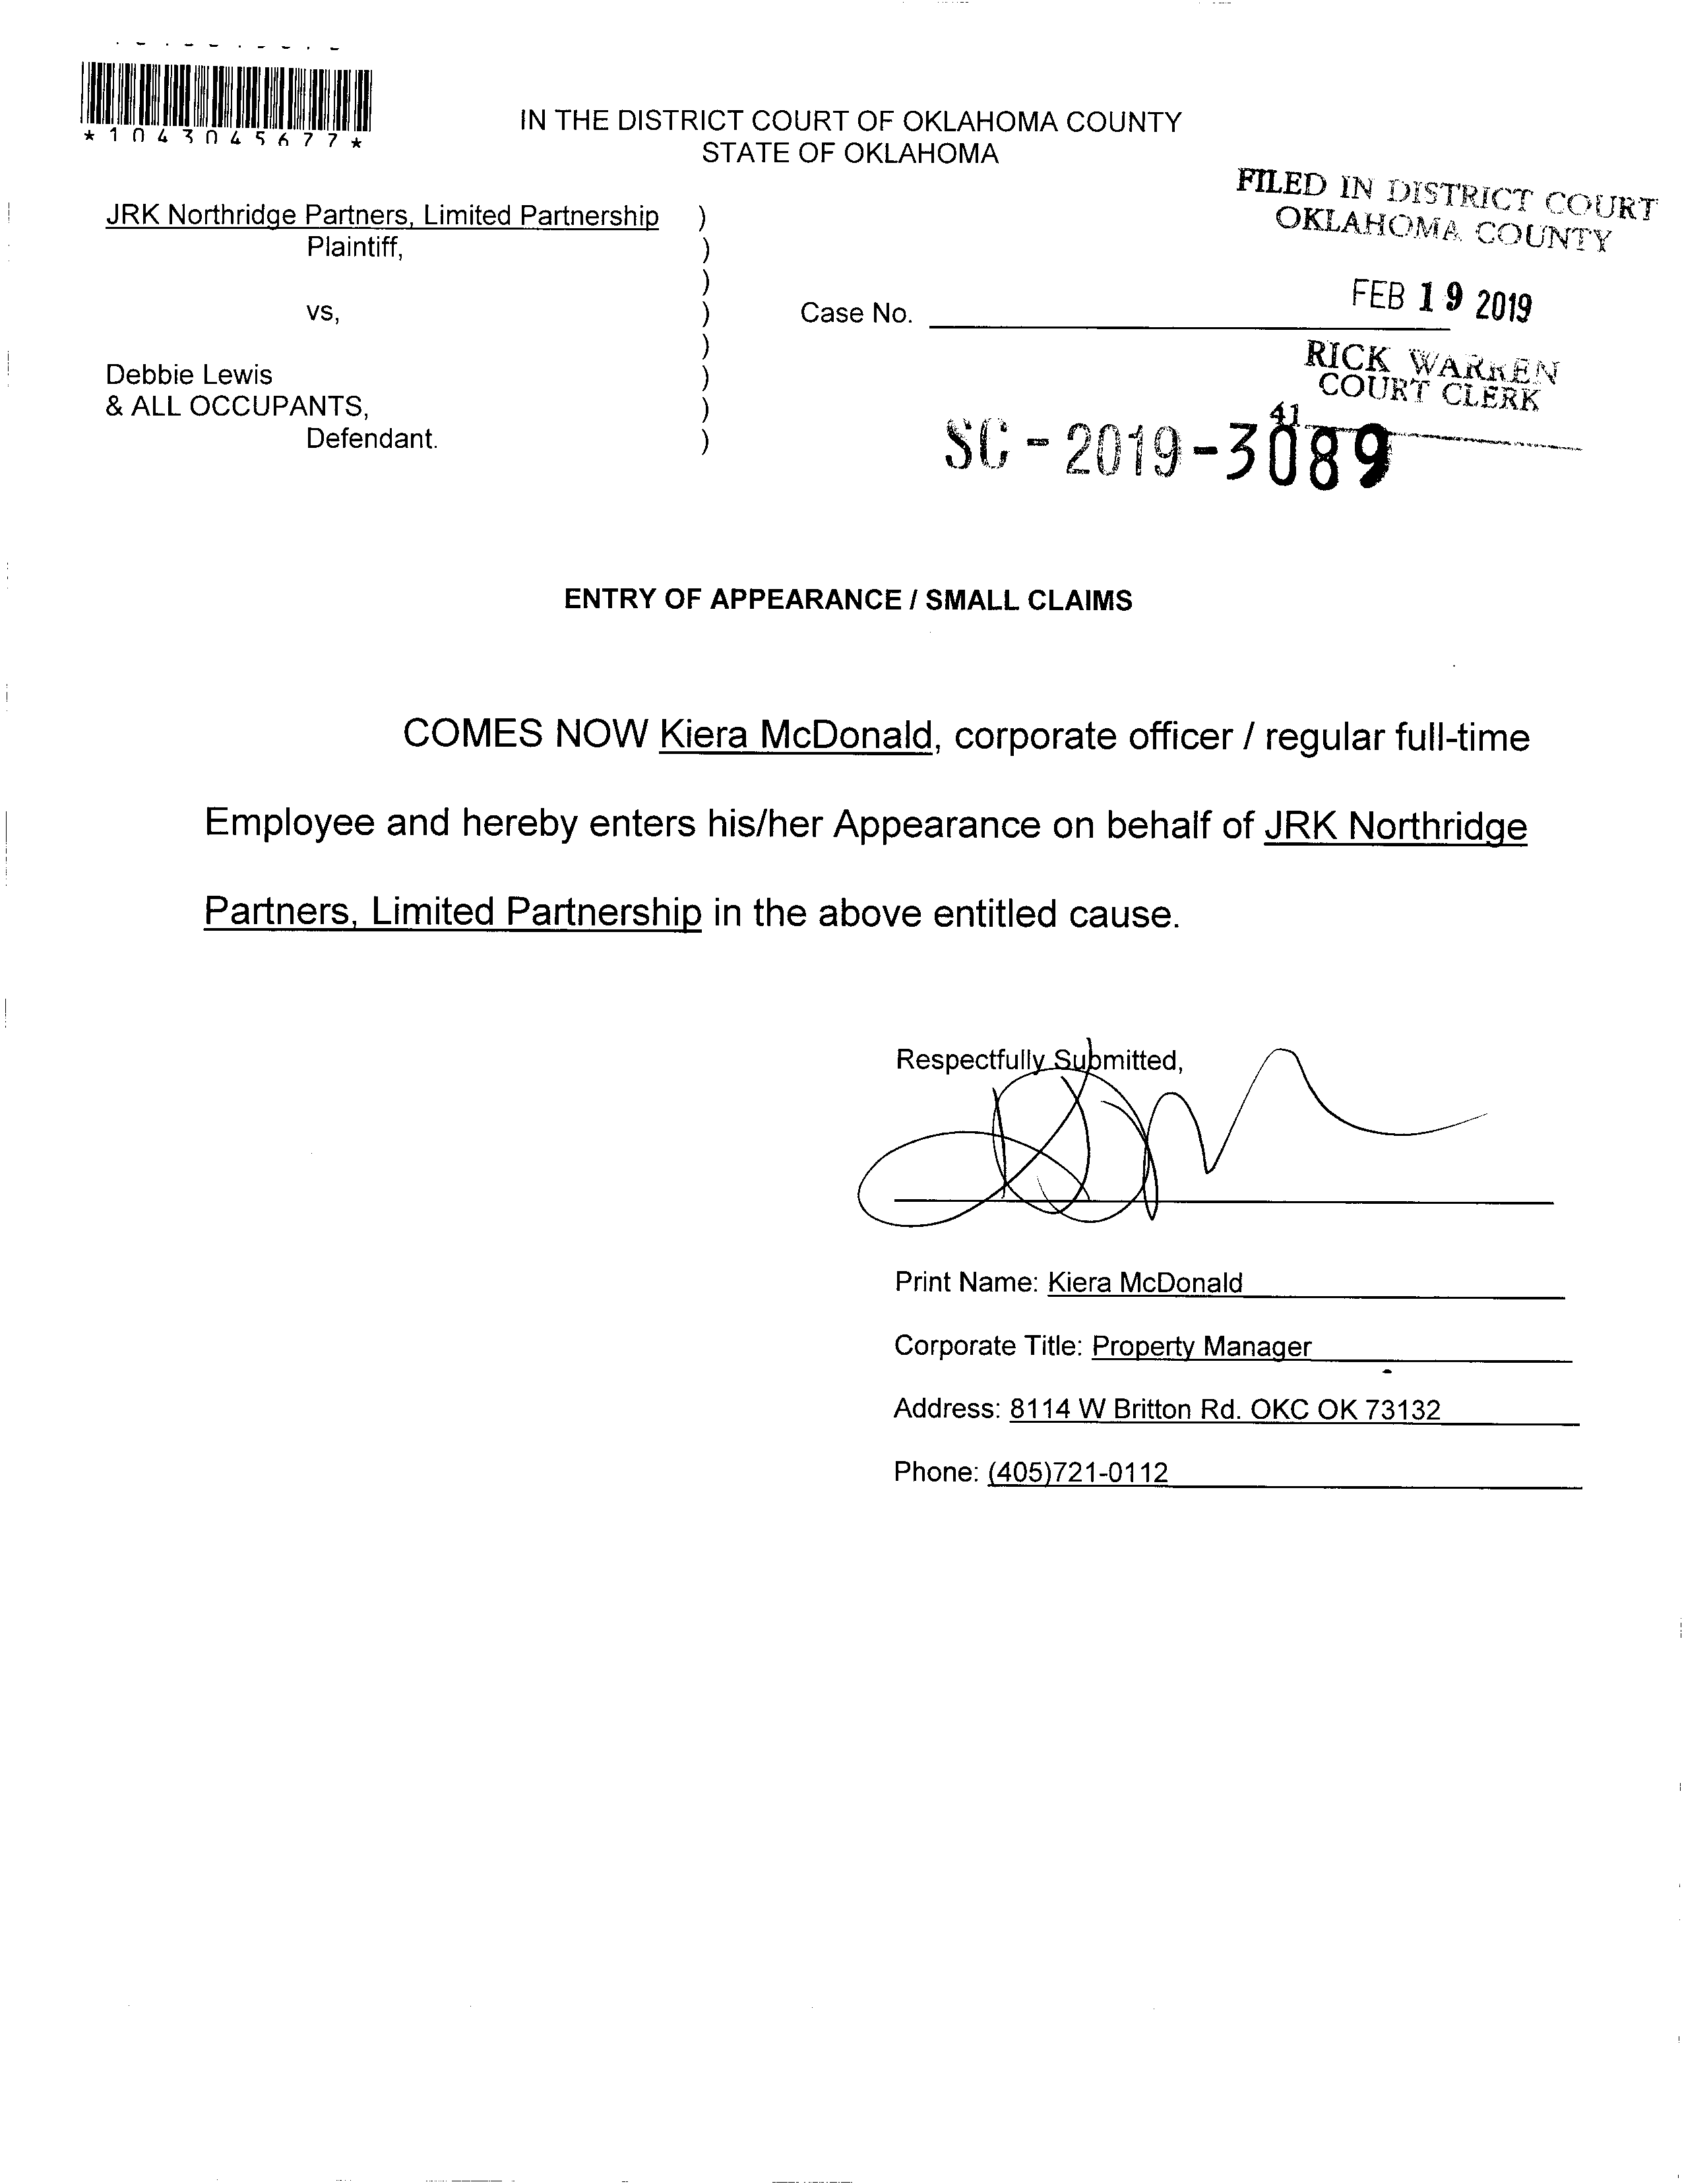 *1043045677*
IN THE DISTRICT COURT OF OKLAHOMA COUNTY
STATE OF OKLAHOMA
FILED IN DISTRICT COURT
OKLAHOMA COUNTY
JRK Northridge Partners, Limited Partnership )
Plaintiff, )
)
FEB 19 2019
vs, )
Case No.
)
RICK WARREN
COURT CLERK
Debbie Lewis )
& ALL OCCUPANTS, )
41
Defendant. )
SC - 2019 - 3089
ENTRY OF APPEARANCE / SMALL CLAIMS
COMES NOW Kiera McDonald, corporate officer / regular full-time
Employee and hereby enters his/her Appearance on behalf of JRK Northridge
Partners, Limited Partnership in the above entitled cause.
Respectfully Submitted,
Print Name: Kiera McDonald
Corporate Title: Property Manager
Address: 8114 W Britton Rd. OKC OK 73132
Phone: (405)721-0112